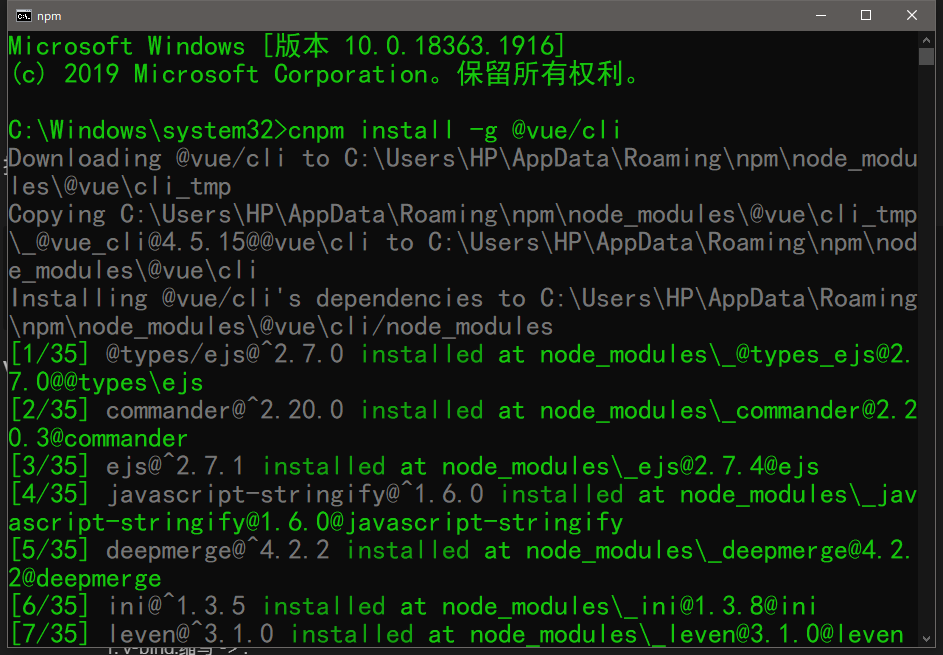 npm
Microsoft Windows [版本 10.0.18363.1916]
(c) 2019 Microsoft Corporation。保留所有权利。
C:\Windows\system32>cnpm install -g @vue/cli
Downloading @vue/cli to C:\Users\HP\AppData\Roaming\npm\node_modu
les\@vue\cli_tmp
Copying C:\Users\HP\AppData\Roaming\npm\node_modules\@vue\cli_tmp
\_@vue_cli@4.5.15@@vue\cli to C:\Users\HP\AppData\Roaming\npm\nod
e_modules\@vue\cli
Installing @vue/cli's dependencies to C:\Users\HP\AppData\Roaming
\npm\node_modules\@vue\cli/node_modules
[1/35] @types/ejs@^2.7.0 installed at node_modules\_@types_ejs@2.
7.0@@types\ejs
[2/35] commander@^2.20.0 installed at node_modules\_commander@2.2
0.3@commander
[3/35] ejs@^2.7.1 installed at node_modules\_ejs@2.7.4@ejs
[4/35] javascript-stringify@^1.6.0 installed at node_modules\_jav
ascript-stringify@1.6.0@javascript-stringify
[5/35] deepmerge@^4.2.2 installed at node_modules\_deepmerge@4.2.
2@deepmerge
[6/35] ini@^1.3.5 installed at node_modules\_ini@1.3.8@ini
[7/35] leven@^3.1.0 installed at node_modules\_leven@3.1.0@leven